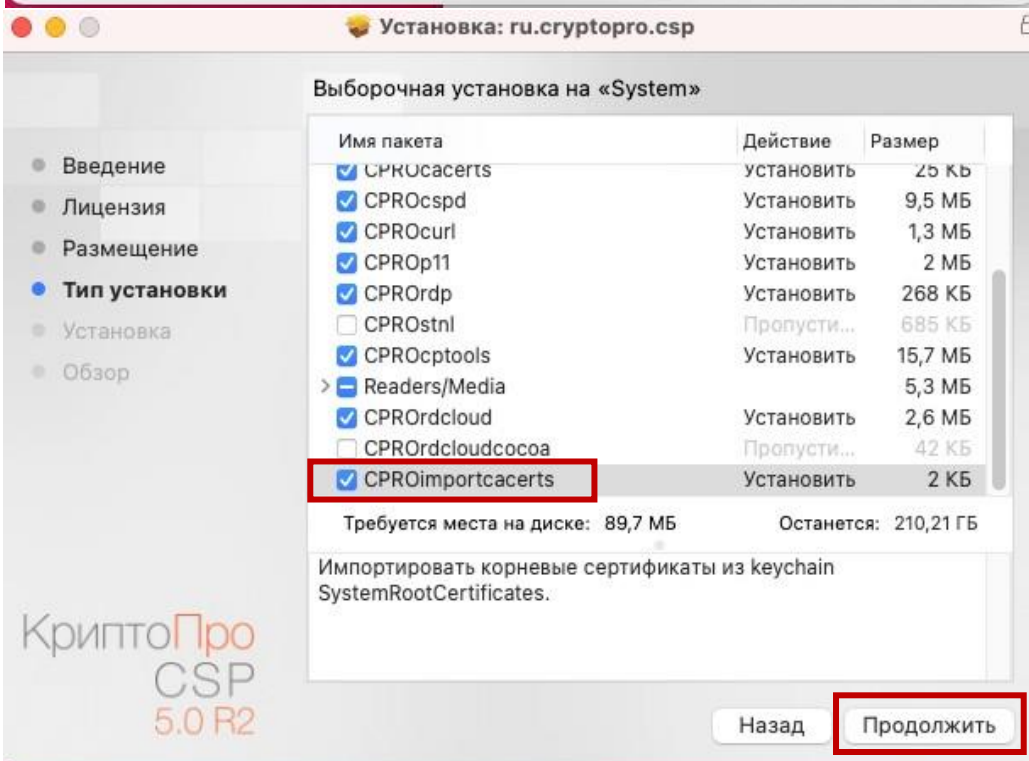 Установка: ru.cryptopro.csp
Выборочная установка на «System»
Введение
Лицензия
Размещение
Тип установки
Установка
Обзор
Имя пакета Действие Размер
CPROcacerts Установить 25 КБ
CPROcspd Установить 9,5 МБ
CPROcurl Установить 1,3 МБ
CPROp11 Установить 2 МБ
CPROrdp Установить 268 КБ
CPROstnl Пропусти... 685 КБ
CPROcptools Установить 15,7 МБ
Readers/Media 5,3 МБ
CPROrdcloud Установить 2,6 МБ
CPROrdcloudcocoa Пропусти... 42 КБ
CPROimportcacerts Установить 2 КБ
Требуется места на диске: 89,7 МБ Останется: 210,21 ГБ
Импортировать корневые сертификаты из keychain
SystemRootCertificates.
КриптоПро
CSP
5.0 R2
Назад Продолжить